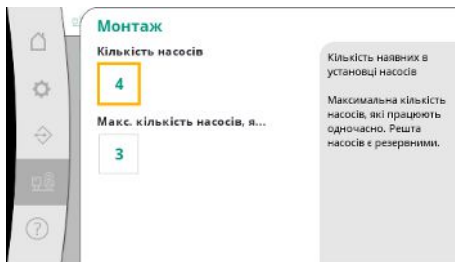 Монтаж
Кількість насосів
4
Макс. кількість насосів, я...
3
Кількість наявних в
установці насосів
Максимальна кількість
насосів, які працюють
одночасно. Решта
насосів є резервними.
?